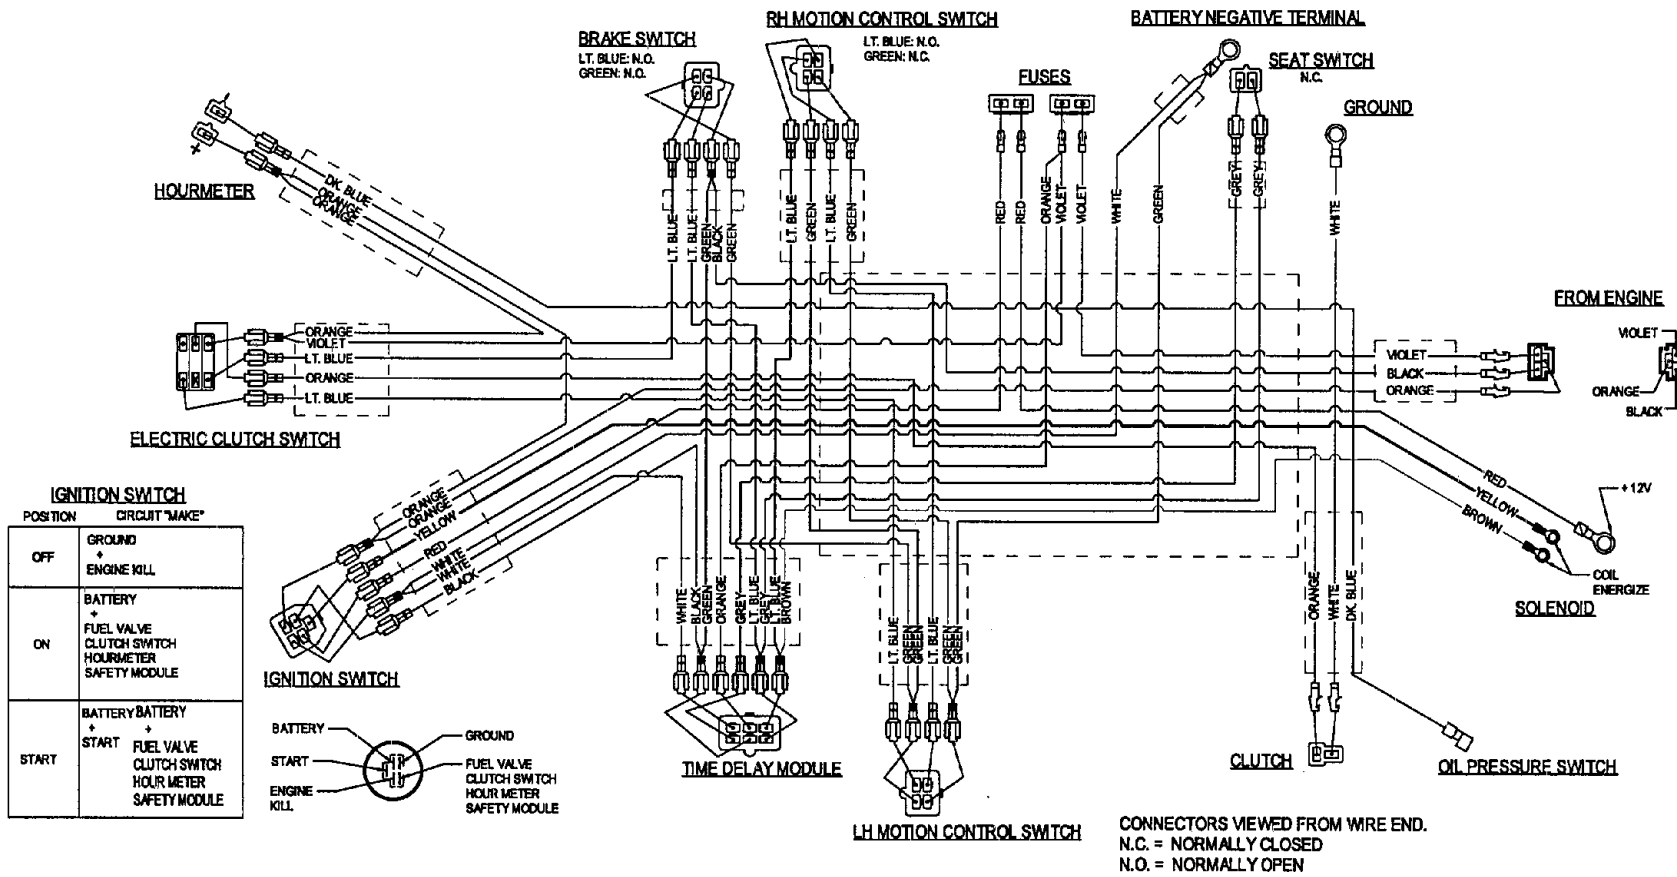 BRAKE SWITCH
LT. BLUE: N.O.
GREEN: N.O.
RH MOTION CONTROL SWITCH
LT. BLUE: N.O.
GREEN: N.C.
BATTERY NEGATIVE TERMINAL
SEAT SWITCH
N.C.
FUSES
GROUND
-
+
HOURMETER
DK. BLUE
ORANGE
ORANGE
LT. BLUE
LT. BLUE
GREEN
BLACK
GREEN
LT. BLUE
GREEN
LT. BLUE
GREEN
RED
RED
ORANGE
VIOLET
VIOLET
WHITE
GREEN
GREY
GREY
WHITE
FROM ENGINE
VIOLET
ORANGE
BLACK
ORANGE
VIOLET
LT. BLUE
ORANGE
LT. BLUE
ELECTRIC CLUTCH SWITCH
VIOLET
BLACK
ORANGE
IGNITION SWITCH
POSITION
CIRCUIT "MAKE"
OFF
GROUND
+
ENGINE KILL
ON
BATTERY
+
FUEL VALVE
CLUTCH SWITCH
HOURMETER
SAFETY MODULE
START
BATTERY
+
START
BATTERY
+
FUEL VALVE
CLUTCH SWITCH
HOUR METER
SAFETY MODULE
ORANGE
ORANGE
YELLOW
RED
WHITE
WHITE
BLACK
IGNITION SWITCH
BATTERY
START
ENGINE
KILL
GROUND
FUEL VALVE
CLUTCH SWITCH
HOUR METER
SAFETY MODULE
WHITE
BLACK
GREEN
ORANGE
GREY
LT. BLUE
GREY
LT. BLUE
BROWN
TIME DELAY MODULE
LT. BLUE
GREEN
GREEN
LT. BLUE
GREEN
GREEN
LH MOTION CONTROL SWITCH
RED
YELLOW
BROWN
+ 12V
COIL
ENERGIZE
SOLENOID
ORANGE
WHITE
DK. BLUE
CLUTCH
OIL PRESSURE SWITCH
CONNECTORS VIEWED FROM WIRE END.
N.C. = NORMALLY CLOSED
N.O. = NORMALLY OPEN